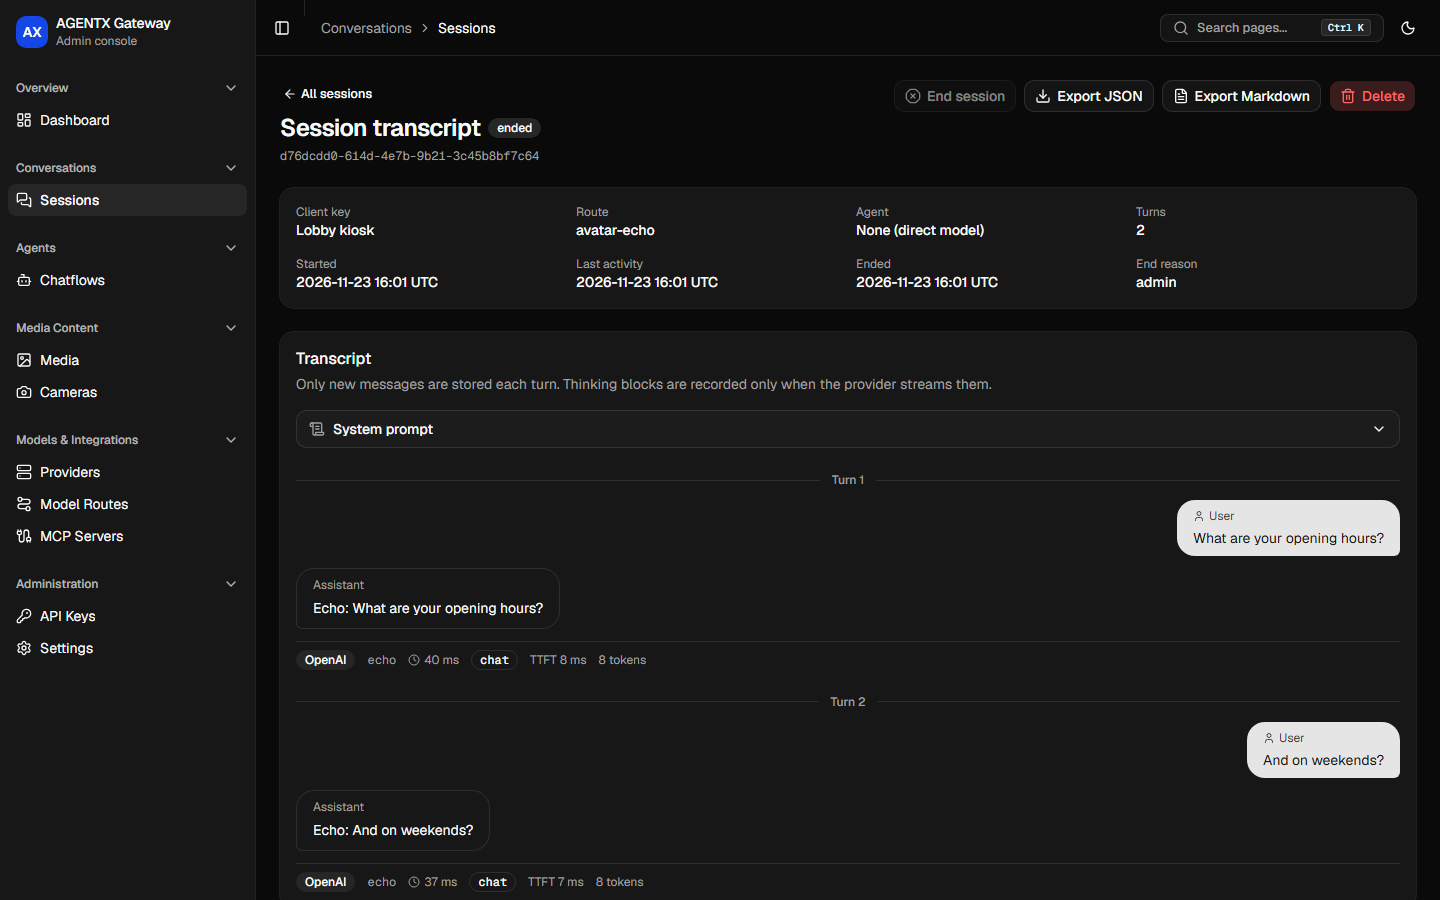 AX
AGENTX Gateway
Admin console
Overview
Dashboard
Conversations
Sessions
Agents
Chatflows
Media Content
Media
Cameras
Models & Integrations
Providers
Model Routes
MCP Servers
Administration
API Keys
Settings
Conversations > Sessions
Search pages... Ctrl K
All sessions
End session Export JSON Export Markdown Delete
Session transcript ended
d76dcdd0-614d-4e7b-9b21-3c45b8bf7c64
Client key Route Agent Turns
Lobby kiosk avatar-echo None (direct model) 2
Started Last activity Ended End reason
2026-11-23 16:01 UTC 2026-11-23 16:01 UTC 2026-11-23 16:01 UTC admin
Transcript
Only new messages are stored each turn. Thinking blocks are recorded only when the provider streams them.
System prompt
Turn 1
User
What are your opening hours?
Assistant
Echo: What are your opening hours?
OpenAI echo 40 ms chat TTFT 8 ms 8 tokens
Turn 2
User
And on weekends?
Assistant
Echo: And on weekends?
OpenAI echo 37 ms chat TTFT 7 ms 8 tokens